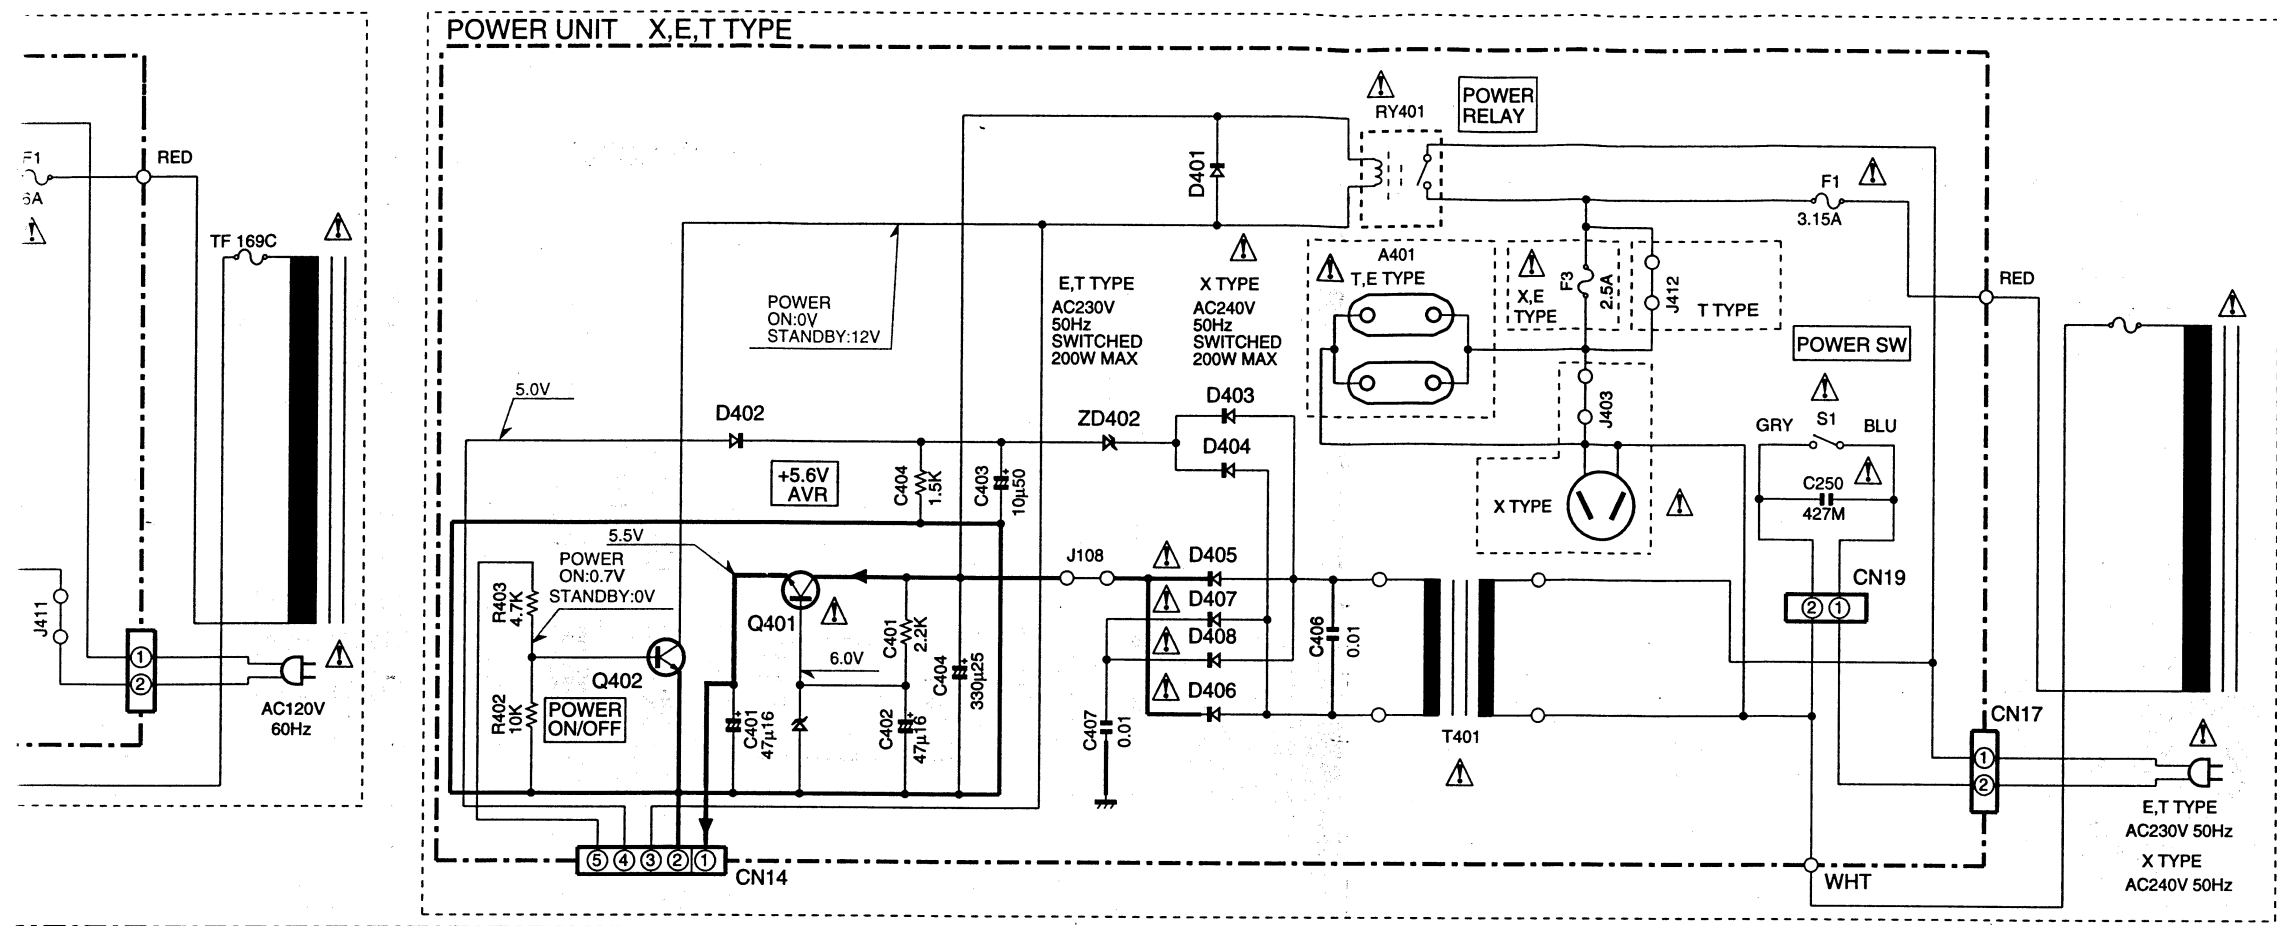 POWER UNIT X,E,T TYPE
F1
6A
RED
TF 169C
J411
1
2
AC120V
60Hz
RY401
POWER
RELAY
D401
F1
3.15A
RED
POWER
ON:0V
STANDBY:12V
E,T TYPE
AC230V
50Hz
SWITCHED
200W MAX
X TYPE
AC240V
50Hz
SWITCHED
200W MAX
A401
T,E TYPE
X,E
TYPE
F3
2.5A
J412
T TYPE
POWER SW
5.0V
D402
ZD402
D403
D404
J403
GRY
S1
BLU
C250
427M
X TYPE
+5.6V
AVR
C404
1.5K
C403
10µ50
5.5V
POWER
ON:0.7V
STANDBY:0V
R403
4.7K
Q401
J108
D405
D407
D408
D406
C406
0.01
CN19
2 1
C401
2.2K
C404
330µ25
6.0V
Q402
R402
10K
POWER
ON/OFF
C401
47µ16
C402
47µ16
C407
0.01
T401
CN17
1
2
E,T TYPE
AC230V 50Hz
X TYPE
AC240V 50Hz
5 4 3 2 1
CN14
WHT